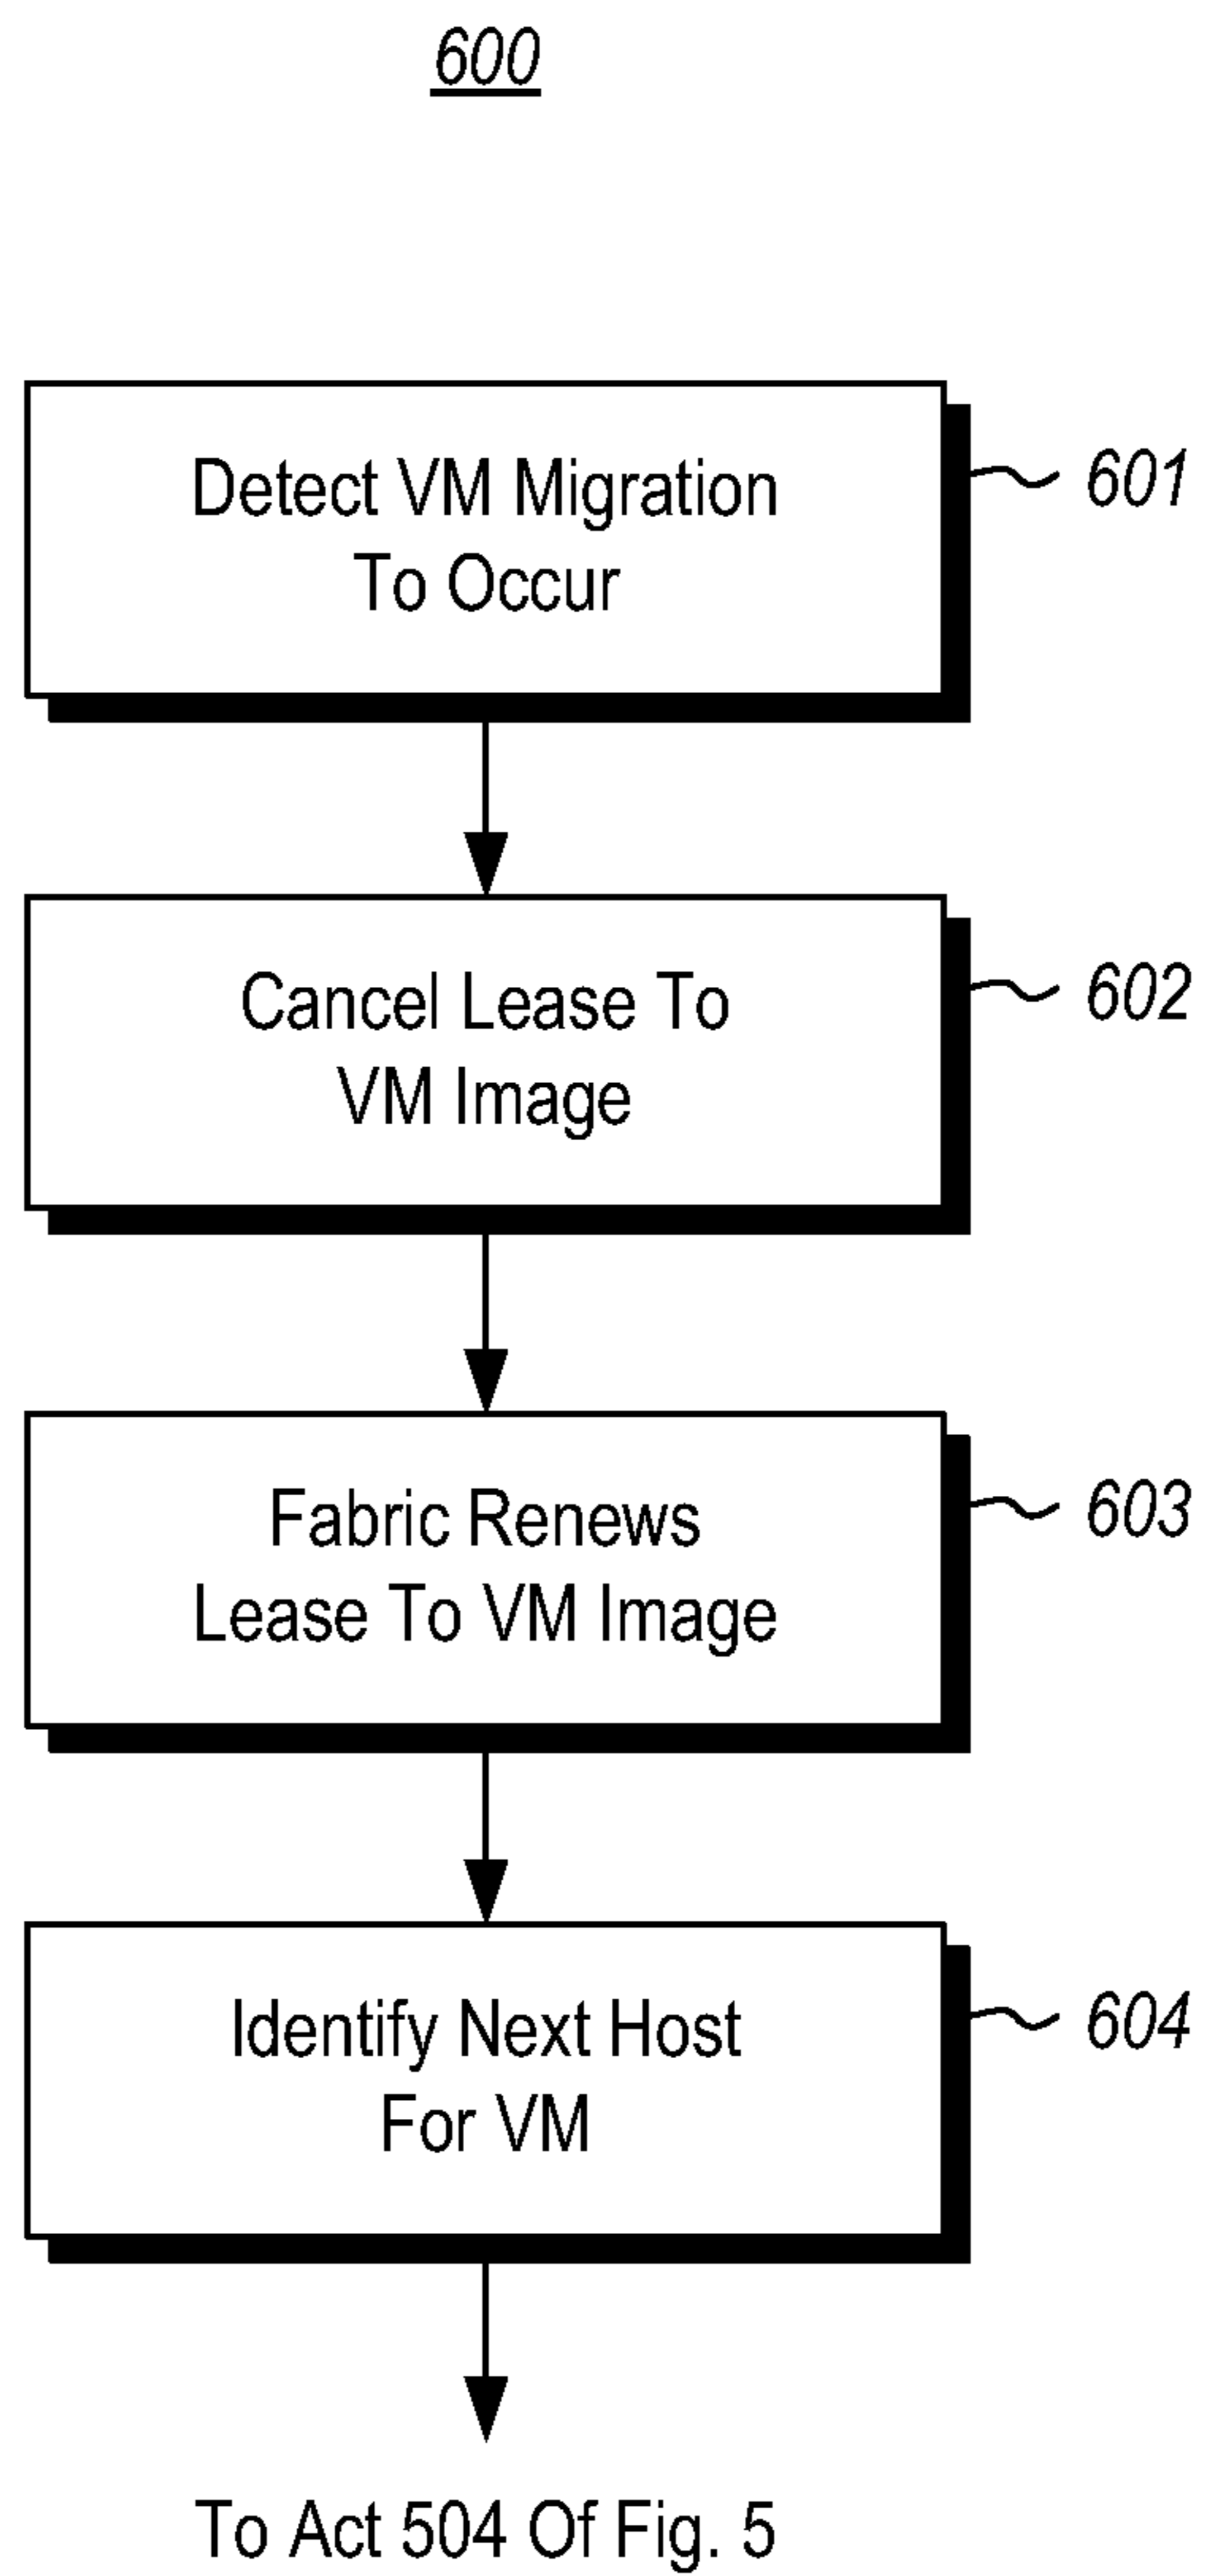 600
Detect VM Migration
To Occur
601
Cancel Lease To
VM Image
602
Fabric Renews
Lease To VM Image
603
Identify Next Host
For VM
604
To Act 504 Of Fig. 5